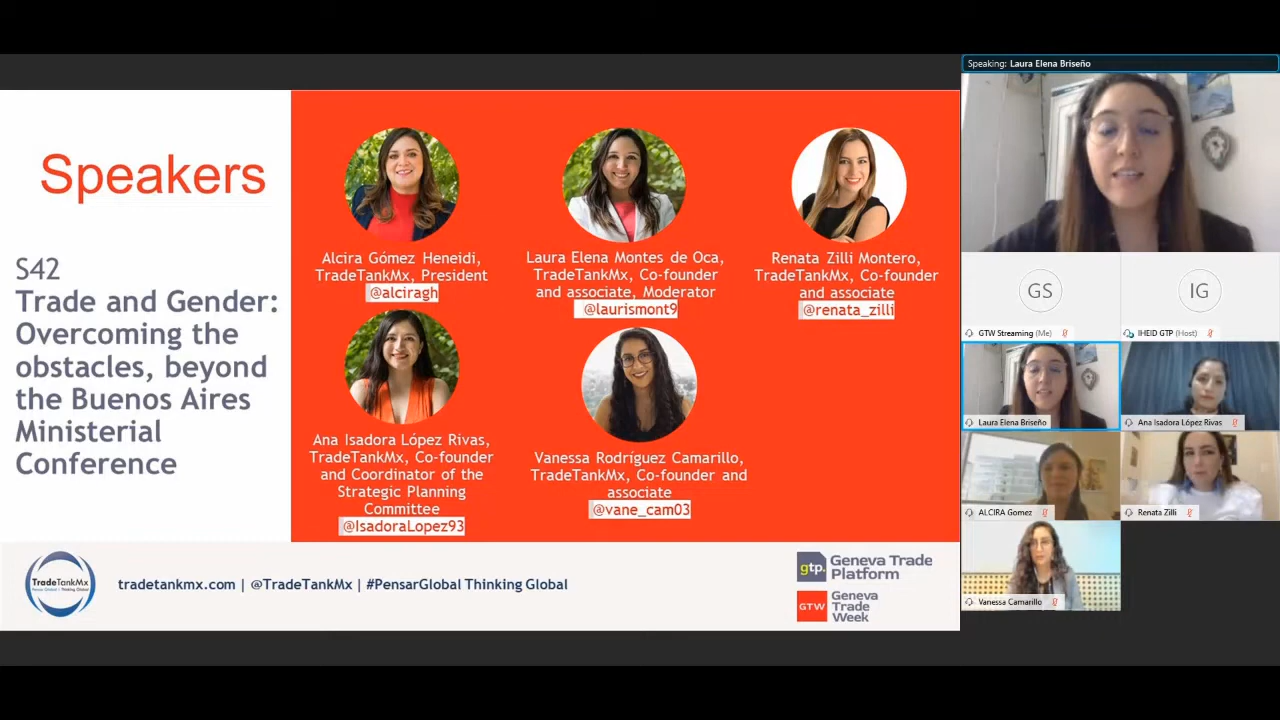 Speakers
S42
Trade and Gender:
Overcoming the
obstacles, beyond
the Buenos Aires
Ministerial
Conference
Alcira Gómez Heneidi,
TradeTankMx, President
@alciragh
Laura Elena Montes de Oca,
TradeTankMx, Co-founder
and associate, Moderator
@laurismont9
Renata Zilli Montero,
TradeTankMx, Co-founder
and associate
@renata_zilli
Ana Isadora López Rivas,
TradeTankMx, Co-founder
and Coordinator of the
Strategic Planning
Committee
@IsadoraLopez93
Vanessa Rodríguez Camarillo,
TradeTankMx, Co-founder and
associate
@vane_cam03
TradeTankMx
Pensar Global | Thinking Global
tradetankmx.com | @TradeTankMx | #PensarGlobal Thinking Global
gtp.
Geneva Trade
Platform
GTW
Geneva
Trade
Week
Speaking: Laura Elena Briseño
GS
IG
GTW Streaming (Me)
IHEID GTP (Host)
Laura Elena Briseño
Ana Isadora López Rivas
ALCIRA Gomez
Renata Zilli
Vanessa Camarillo